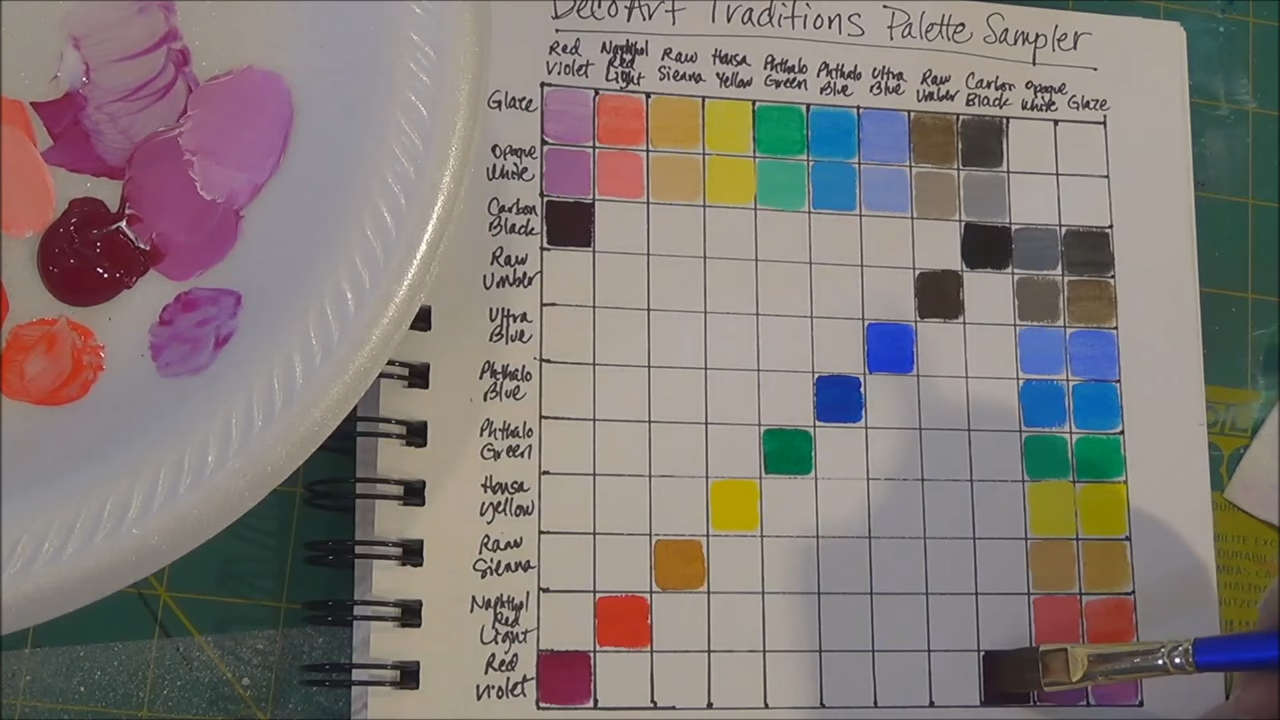 DecoArt Traditions Palette Sampler
Red
Violet
Naphthol
Red
Light
Raw
Sienna
Hansa
Yellow
Phthalo
Green
Phthalo
Blue
Ultra
Blue
Raw
Umber
Carbon
Black
Opaque
White
Glaze
Glaze
Opaque
White
Carbon
Black
Raw
Umber
Ultra
Blue
Phthalo
Blue
Phthalo
Green
Hansa
Yellow
Raw
Sienna
Naphthol
Red
Light
Red
Violet